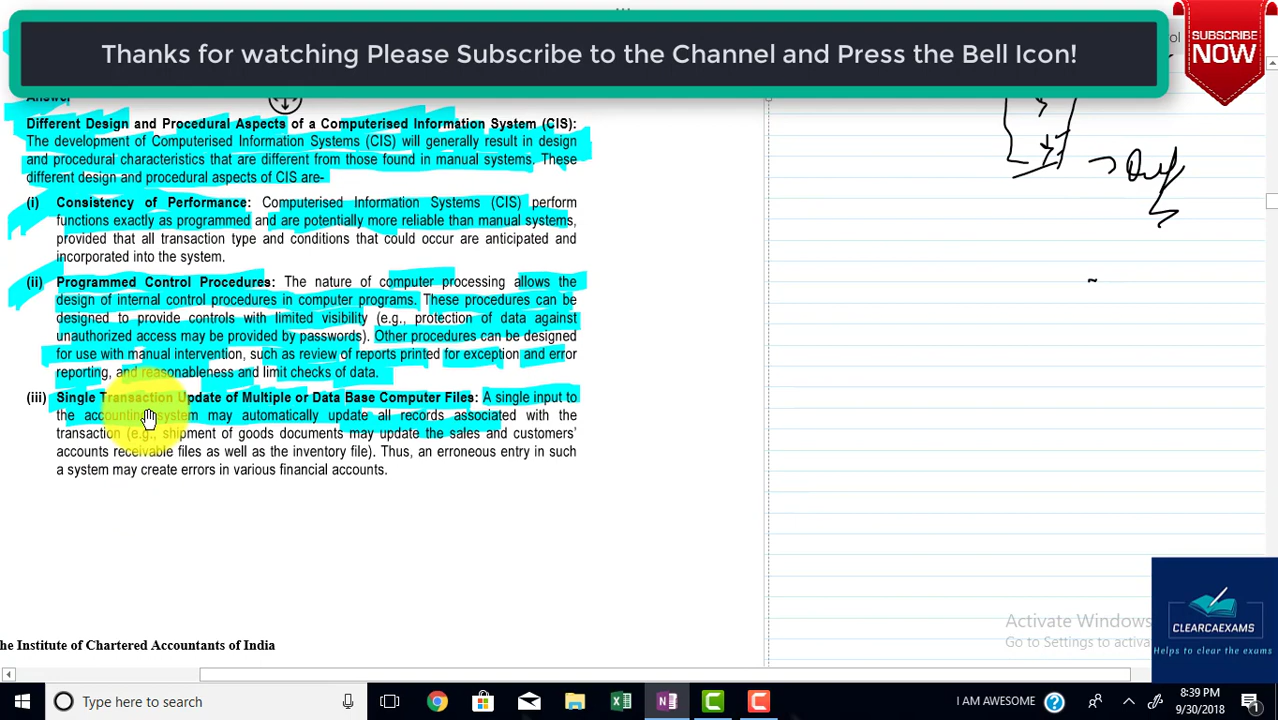 Thanks for watching Please Subscribe to the Channel and Press the Bell Icon!
SUBSCRIBE
NOW
Answer
Different Design and Procedural Aspects of a Computerised Information System (CIS):
The development of Computerised Information Systems (CIS) will generally result in design
and procedural characteristics that are different from those found in manual systems. These
different design and procedural aspects of CIS are-
(i) Consistency of Performance: Computerised Information Systems (CIS) perform
functions exactly as programmed and are potentially more reliable than manual systems,
provided that all transaction type and conditions that could occur are anticipated and
incorporated into the system.
(ii) Programmed Control Procedures: The nature of computer processing allows the
design of internal control procedures in computer programs. These procedures can be
designed to provide controls with limited visibility (e.g., protection of data against
unauthorized access may be provided by passwords). Other procedures can be designed
for use with manual intervention, such as review of reports printed for exception and error
reporting, and reasonableness and limit checks of data.
(iii) Single Transaction Update of Multiple or Data Base Computer Files: A single input to
the accounting system may automatically update all records associated with the
transaction (e.g., shipment of goods documents may update the sales and customers'
accounts receivable files as well as the inventory file). Thus, an erroneous entry in such
a system may create errors in various financial accounts.
he Institute of Chartered Accountants of India
Activate Windows
Go to Settings to activa
CLEARCAEXAMS
Helps to clear the exams
Type here to search
I AM AWESOME
8:39 PM
9/30/2018